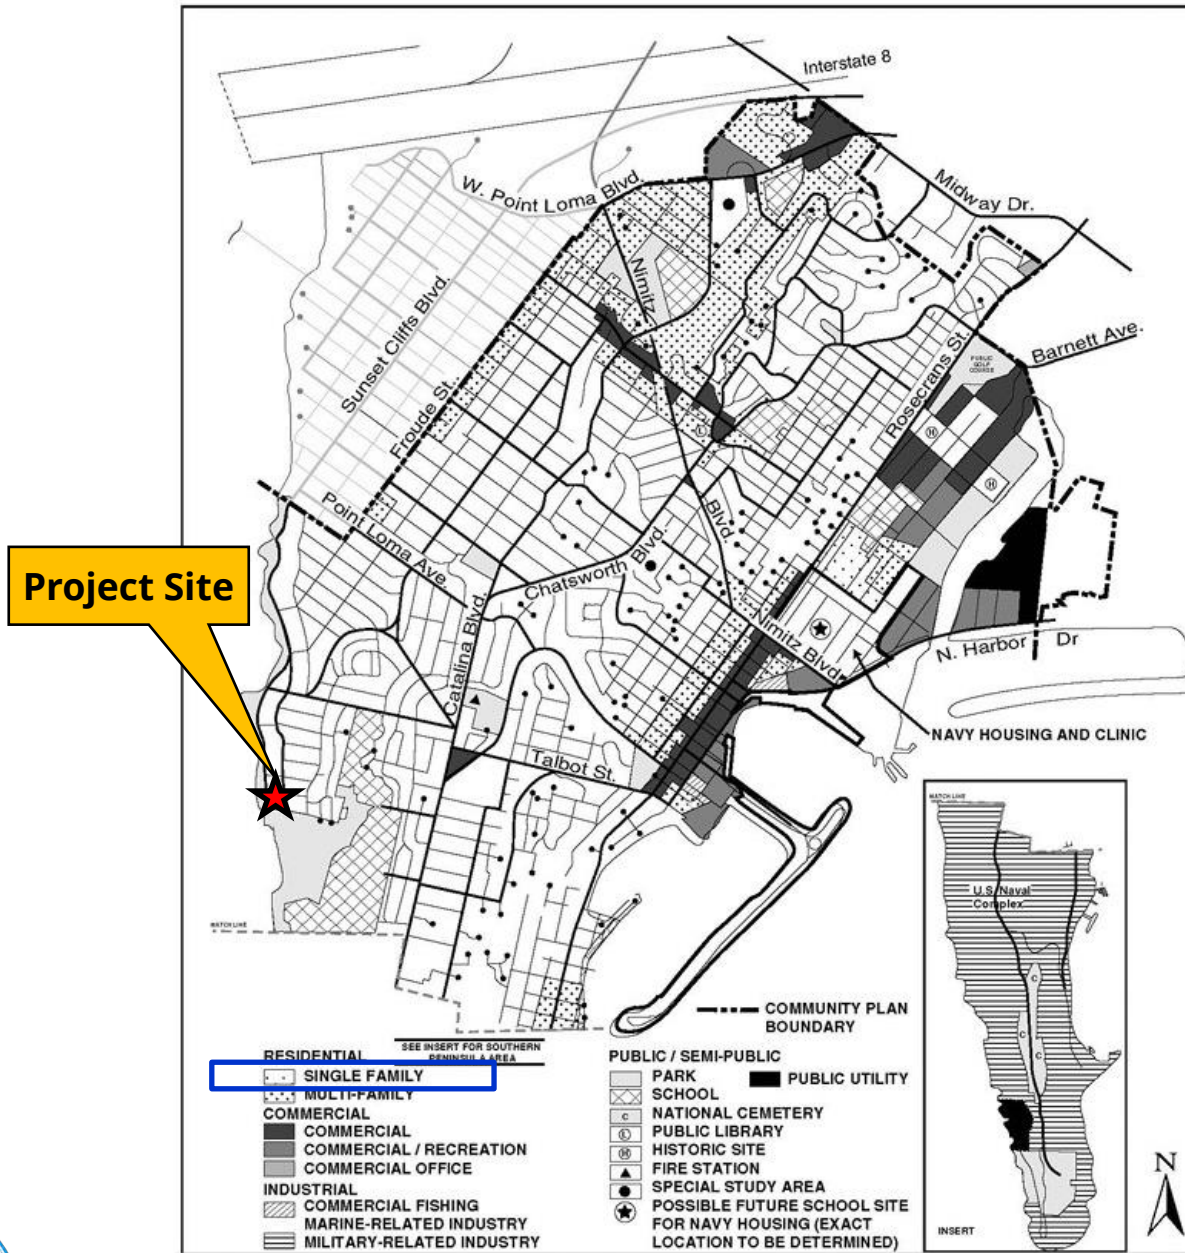 Interstate 8
W. Point Loma Blvd.
Midway Dr.
Nimitz
Sunset Cliffs Blvd.
Froude St.
Rosecrans St.
Barnett Ave.
PUBLIC
GOLF
COURSE
H
H
L
Point Loma Ave.
Blvd.
Chatsworth Blvd.
Project Site
Catalina Blvd.
Nimitz Blvd.
N. Harbor Dr
NAVY HOUSING AND CLINIC
Talbot St.
MATCH LINE
MATCH LINE
U.S. Naval
Complex
C
C
C
COMMUNITY PLAN
BOUNDARY
SEE INSERT FOR SOUTHERN
PENINSULA AREA
RESIDENTIAL
SINGLE FAMILY
MULTI-FAMILY
COMMERCIAL
COMMERCIAL
COMMERCIAL / RECREATION
COMMERCIAL OFFICE
INDUSTRIAL
COMMERCIAL FISHING
MARINE-RELATED INDUSTRY
MILITARY-RELATED INDUSTRY
PUBLIC / SEMI-PUBLIC
PARK
PUBLIC UTILITY
SCHOOL
C NATIONAL CEMETERY
L PUBLIC LIBRARY
H HISTORIC SITE
FIRE STATION
SPECIAL STUDY AREA
POSSIBLE FUTURE SCHOOL SITE
FOR NAVY HOUSING (EXACT
LOCATION TO BE DETERMINED)
INSERT
N